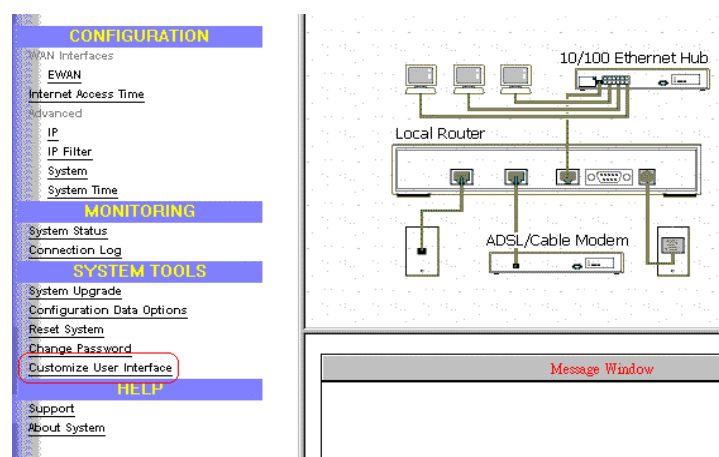 CONFIGURATION
WAN Interfaces
EWAN
Internet Access Time
Advanced
IP
IP Filter
System
System Time
MONITORING
System Status
Connection Log
SYSTEM TOOLS
System Upgrade
Configuration Data Options
Reset System
Change Password
Customize User Interface
HELP
Support
About System
10/100 Ethernet Hub
Local Router
ADSL/Cable Modem
Message Window